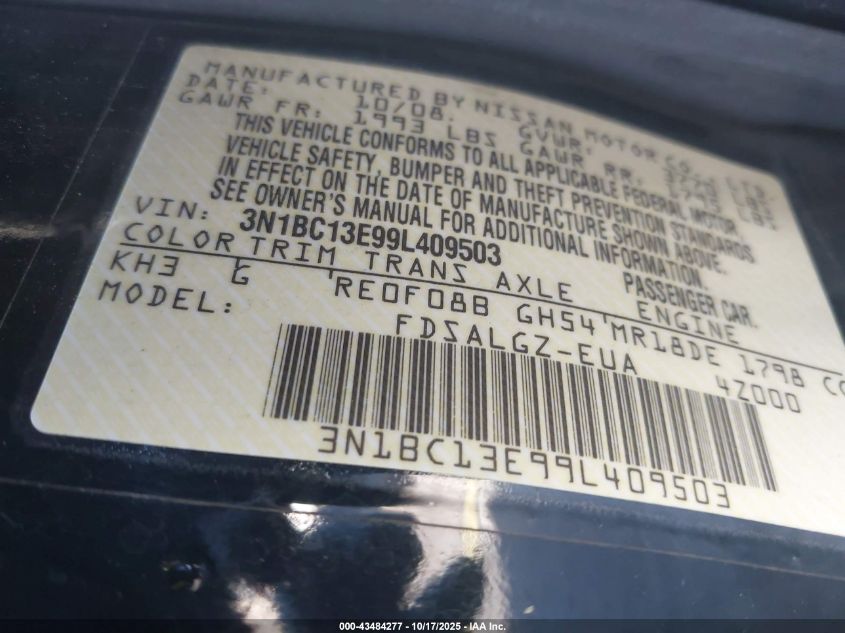 MANUFACTURED BY NISSAN MOTOR CO., LTD.
DATE: 10/08. GVWR:
GAWR FR: 1993 LBS GAWR RR:
THIS VEHICLE CONFORMS TO ALL APPLICABLE FEDERAL MOTOR
VEHICLE SAFETY, BUMPER AND THEFT PREVENTION STANDARDS
IN EFFECT ON THE DATE OF MANUFACTURE SHOWN ABOVE.
SEE OWNER'S MANUAL FOR ADDITIONAL INFORMATION.
VIN: 3N1BC13E99L409503 PASSENGER CAR.
COLOR TRIM TRANS AXLE ENGINE
KH3 G RE0F08B GH54 MR18DE 1798 CC
MODEL: FDSALGZ-EUA 4Z000
3N1BC13E99L409503
000-43484277 - 10/17/2025 - IAA Inc.